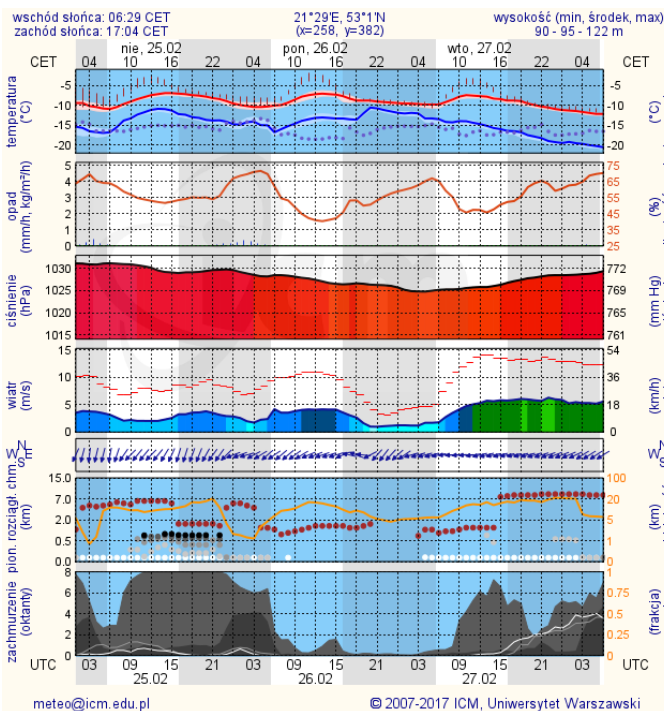 wschód słońca: 06:29 CET 21°29'E, 53°1'N wysokość (min, środek, max)
zachód słońca: 17:04 CET (x=258, y=382) 90 - 95 - 122 m
nie, 25.02 pon, 26.02 wto, 27.02
CET 04 10 16 22 04 10 16 22 04 10 16 22 04 CET
temperatura (°C)
-5 -5
-10 -10
-15 -15
-20 -20
opad (mm/h, kg/m²/h)
5 75
4 65
3 55
2 45
1 35
0 25
(%)
ciśnienie (hPa)
1030 772
1025 769
1020 765
1015 761
(mm Hg)
wiatr (m/s)
15 54
10 36
5 18
0 0
(km/h)
N
W E
S
pion. rozciągł. chm. (km)
15.0 100
7.0 20
2.0 5
0.5 1
0.0 0
(km)
zachmurzenie (oktanty)
8 1
6 0.75
4 0.5
2 0.25
0 0
(frakcja)
UTC 03 09 15 21 03 09 15 21 03 09 15 21 03 UTC
25.02 26.02 27.02
meteo@icm.edu.pl © 2007-2017 ICM, Uniwersytet Warszawski